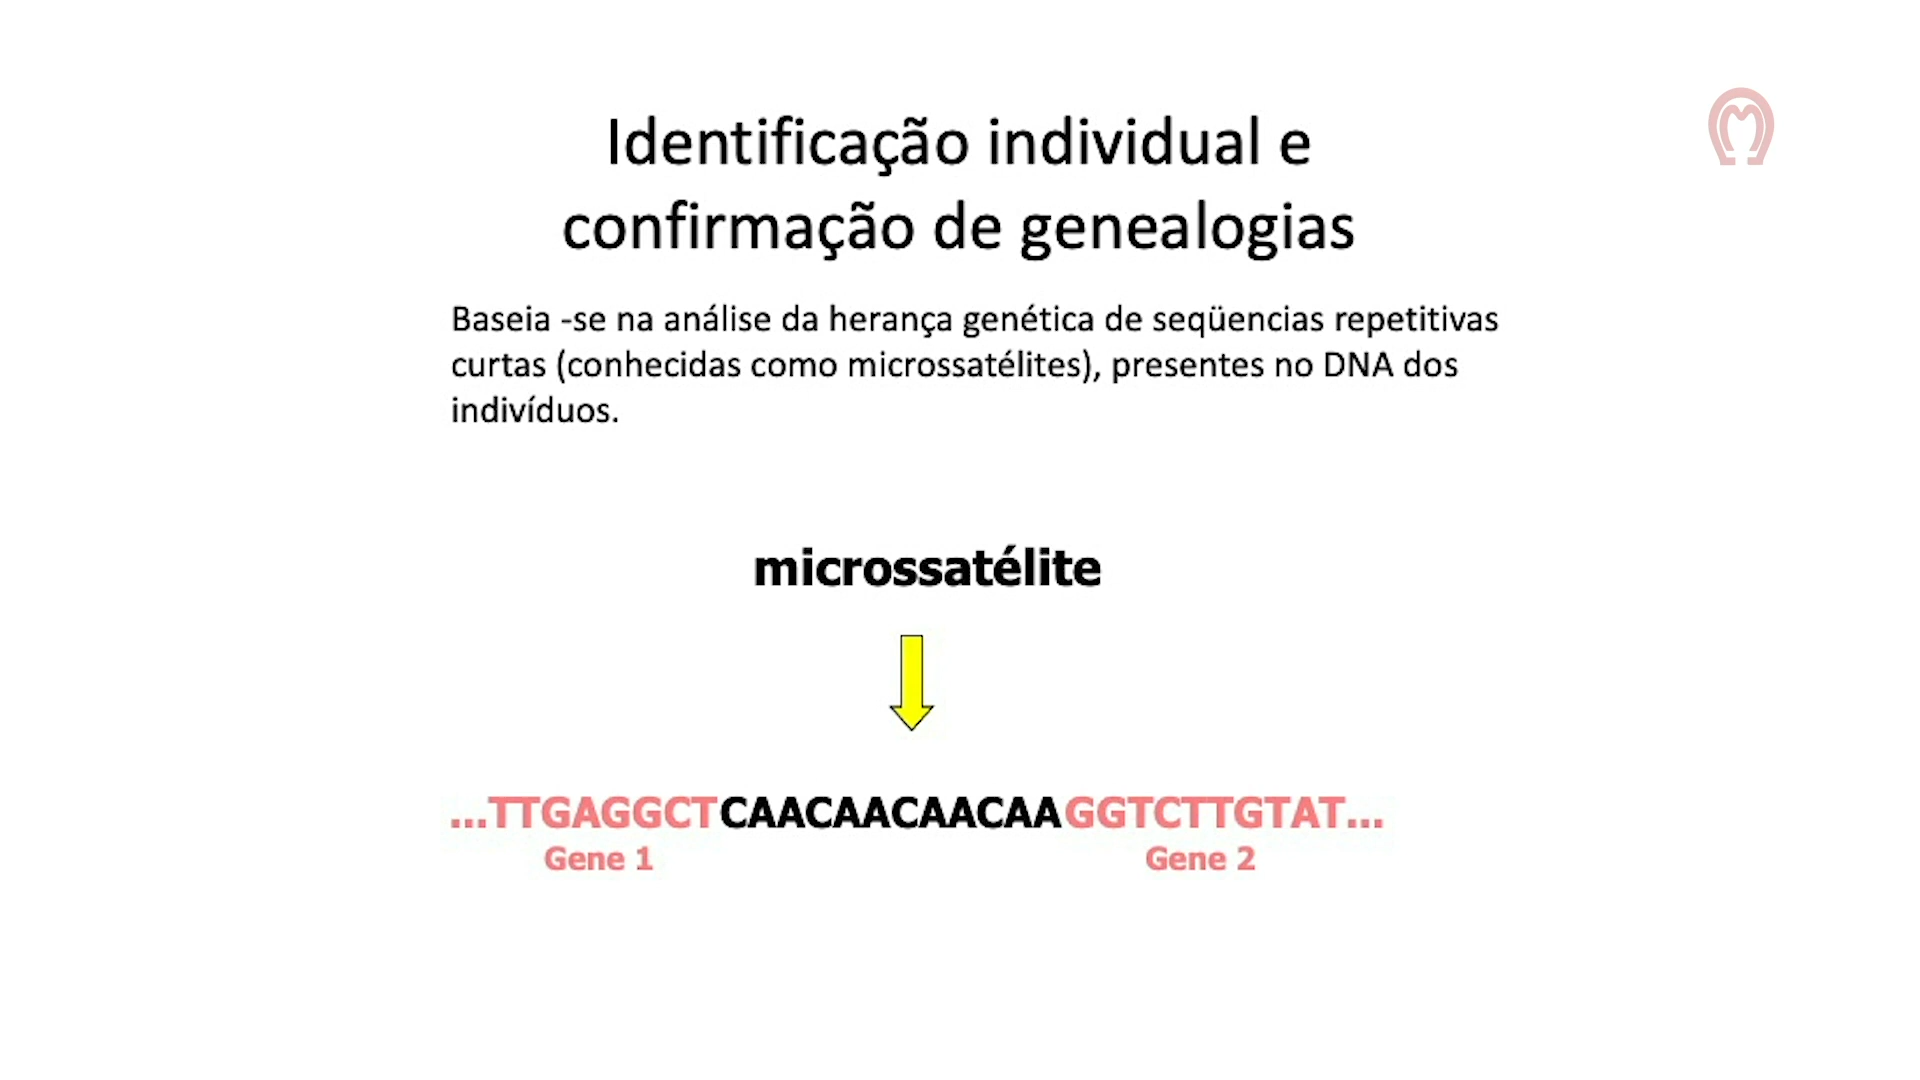 Identificação individual e
confirmação de genealogias
Baseia -se na análise da herança genética de seqüencias repetitivas
curtas (conhecidas como microssatélites), presentes no DNA dos
indivíduos.
microssatélite
...TTGAGGCTCAACAACAACAAGGTCTTGTAT...
Gene 1 Gene 2